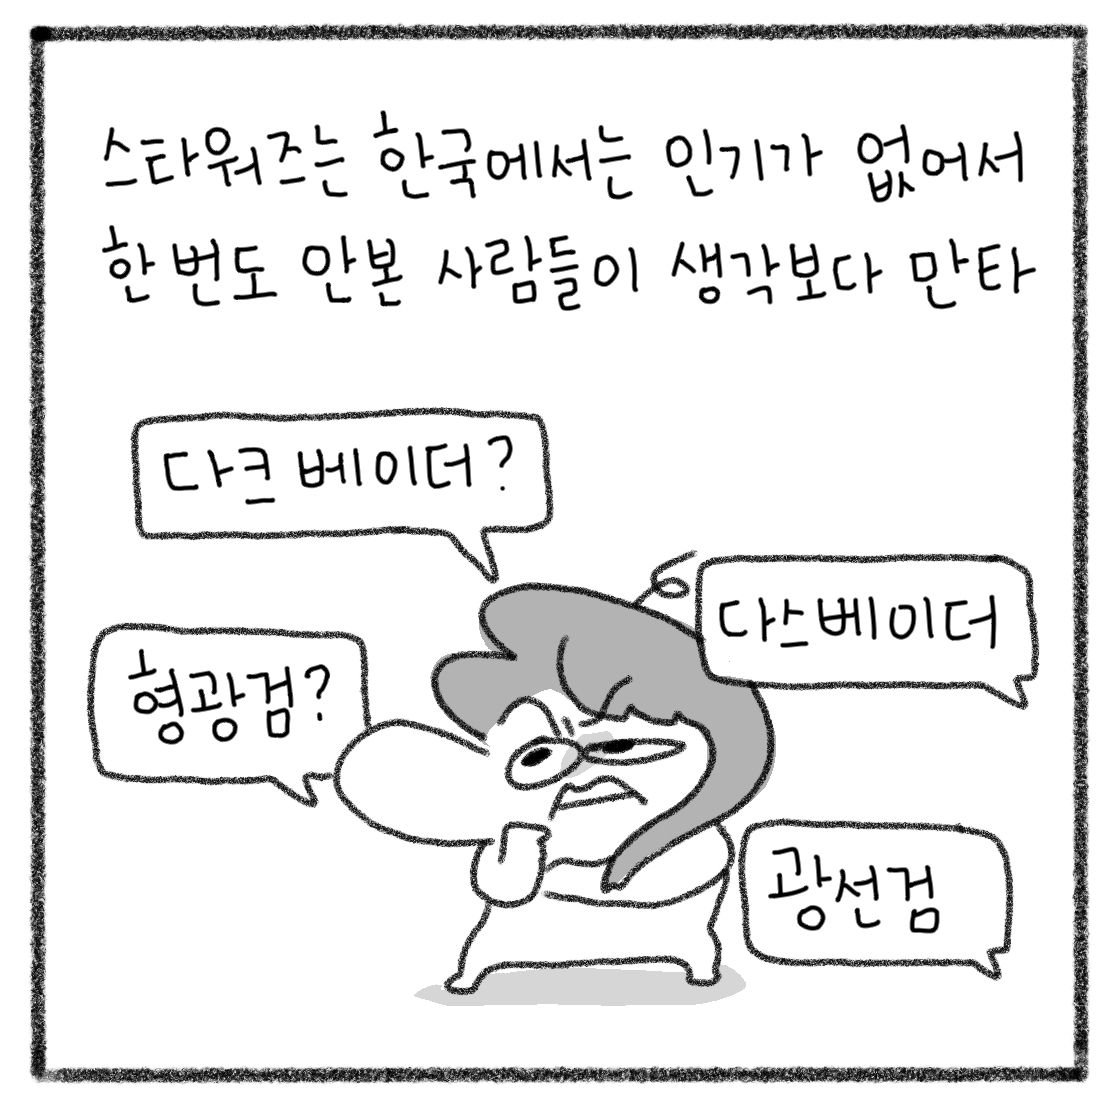 스타워즈는 한국에서는 인기가 없어서
한번도 안본 사람들이 생각보다 만타
다크 베이더?
다스베이더
형광검?
광선검